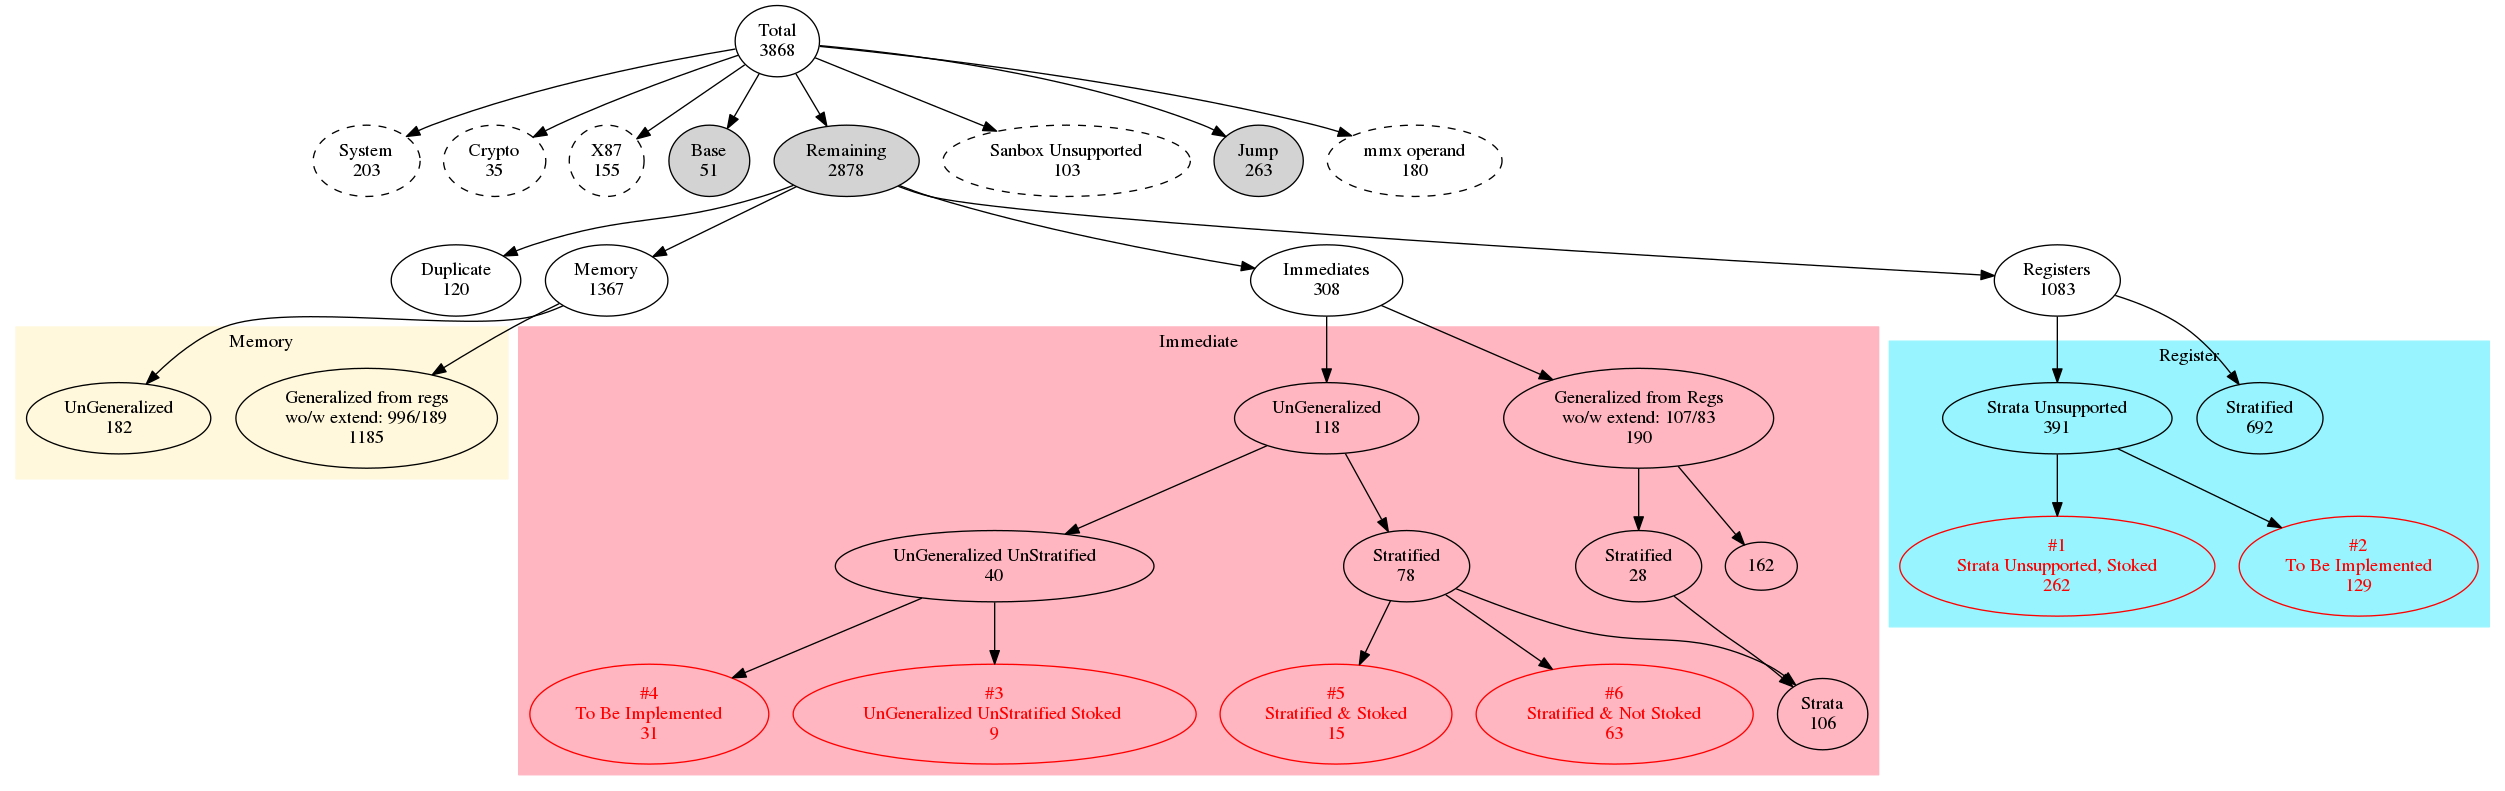 Total
3868
System
203
Crypto
35
X87
155
Base
51
Remaining
2878
Sanbox Unsupported
103
Jump
263
mmx operand
180
Duplicate
120
Memory
1367
Immediates
308
Registers
1083
Memory
Immediate
Register
UnGeneralized
182
Generalized from regs
wo/w extend: 996/189
1185
UnGeneralized
118
Generalized from Regs
wo/w extend: 107/83
190
Strata Unsupported
391
Stratified
692
UnGeneralized UnStratified
40
Stratified
78
Stratified
28
162
#1
Strata Unsupported, Stoked
262
#2
To Be Implemented
129
#4
To Be Implemented
31
#3
UnGeneralized UnStratified Stoked
9
#5
Stratified & Stoked
15
#6
Stratified & Not Stoked
63
Strata
106